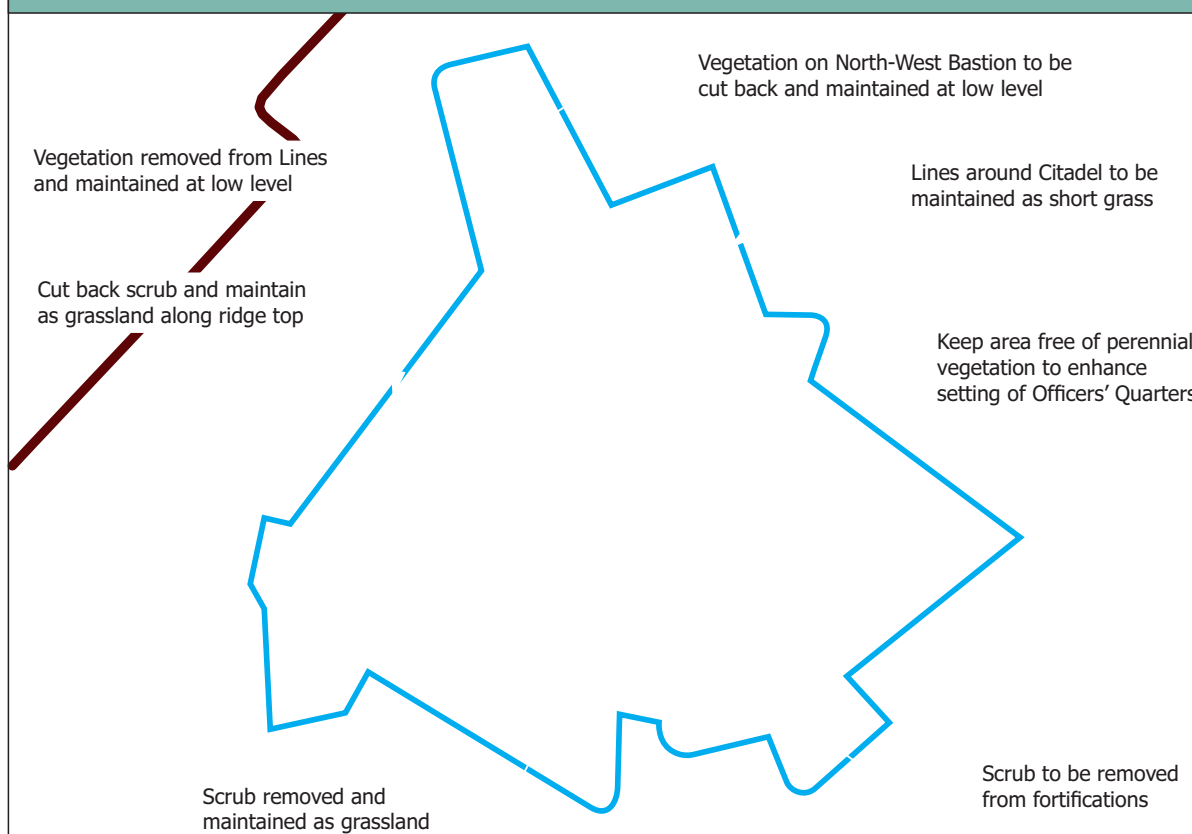 Vegetation on North-West Bastion to be
cut back and maintained at low level
Vegetation removed from Lines
and maintained at low level
Lines around Citadel to be
maintained as short grass
Cut back scrub and maintain
as grassland along ridge top
Keep area free of perennial
vegetation to enhance
setting of Officers’ Quarters
Scrub to be removed
from fortifications
Scrub removed and
maintained as grassland